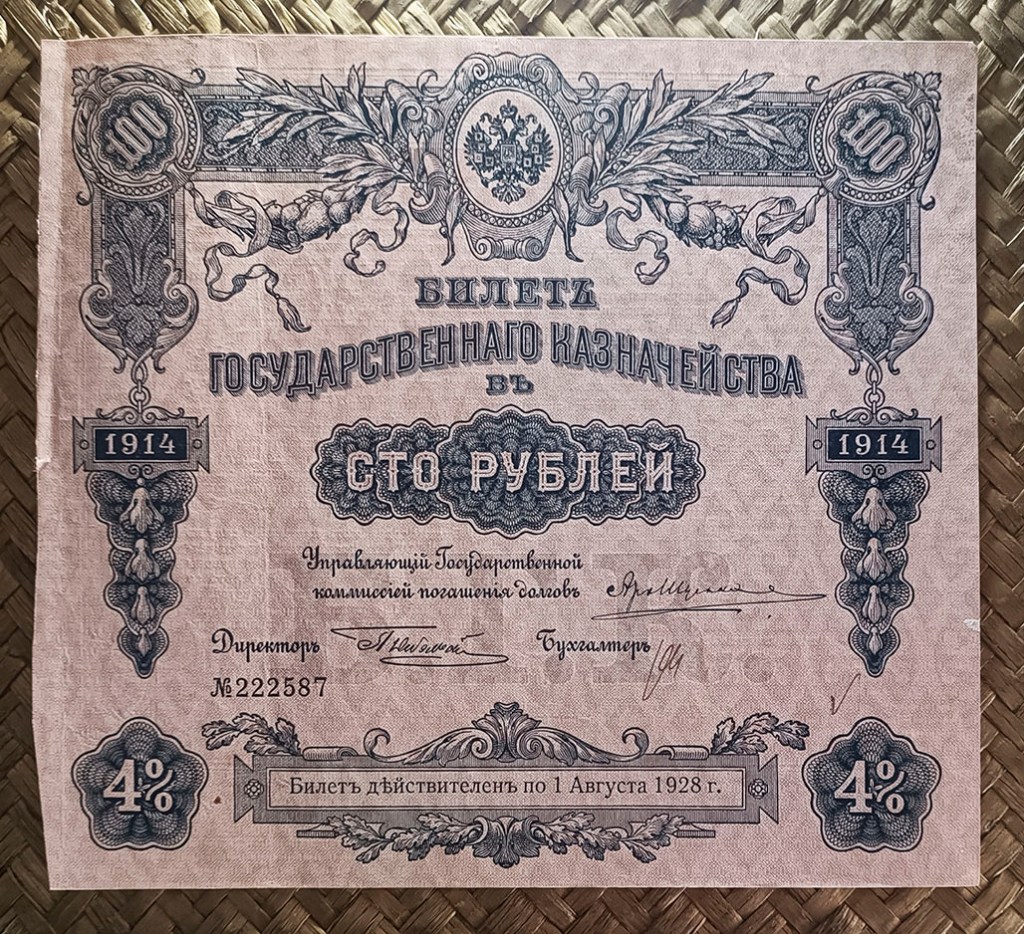 100 100
БИЛЕТЪ
ГОСУДАРСТВЕННАГО КАЗНАЧЕЙСТВА
ВЪ
1914 1914
СТО РУБЛЕЙ
Управляющій Государственной
коммиссіей погашенія долговъ
Директоръ Бухгалтеръ
№222587
4% 4%
Билетъ дѣйствителенъ по 1 Августа 1928 г.